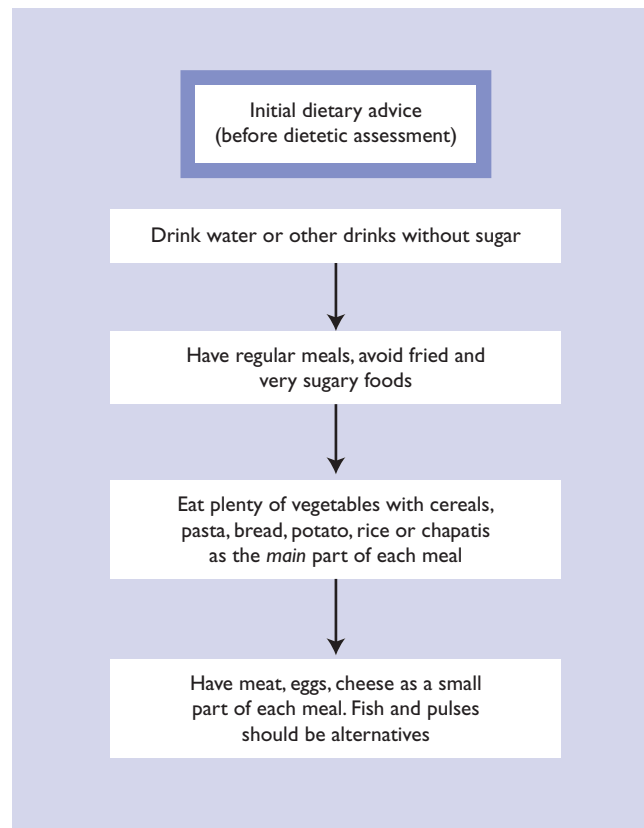 Initial dietary advice
(before dietetic assessment)
Drink water or other drinks without sugar
Have regular meals, avoid fried and
very sugary foods
Eat plenty of vegetables with cereals,
pasta, bread, potato, rice or chapatis
as the main part of each meal
Have meat, eggs, cheese as a small
part of each meal. Fish and pulses
should be alternatives